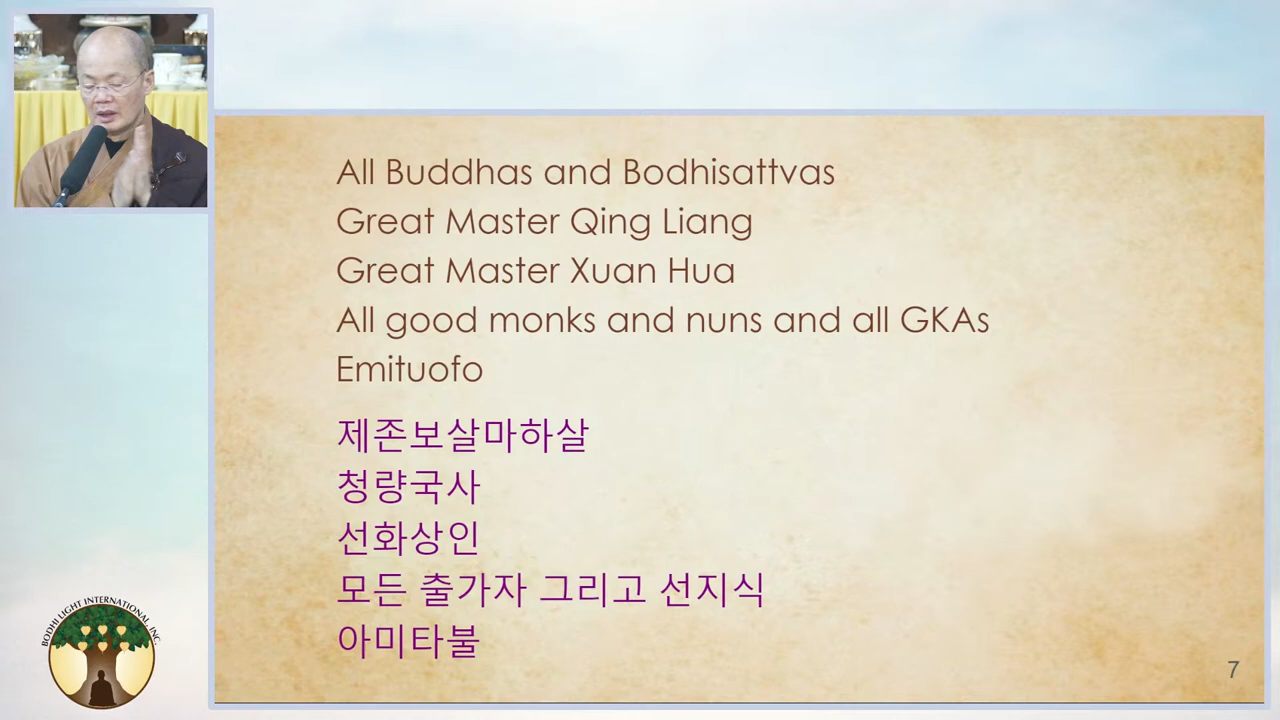 All Buddhas and Bodhisattvas
Great Master Qing Liang
Great Master Xuan Hua
All good monks and nuns and all GKAs
Emituofo
제존보살마하살
청량국사
선화상인
모든 출가자 그리고 선지식
아미타불
BODHI LIGHT INTERNATIONAL, INC.
7